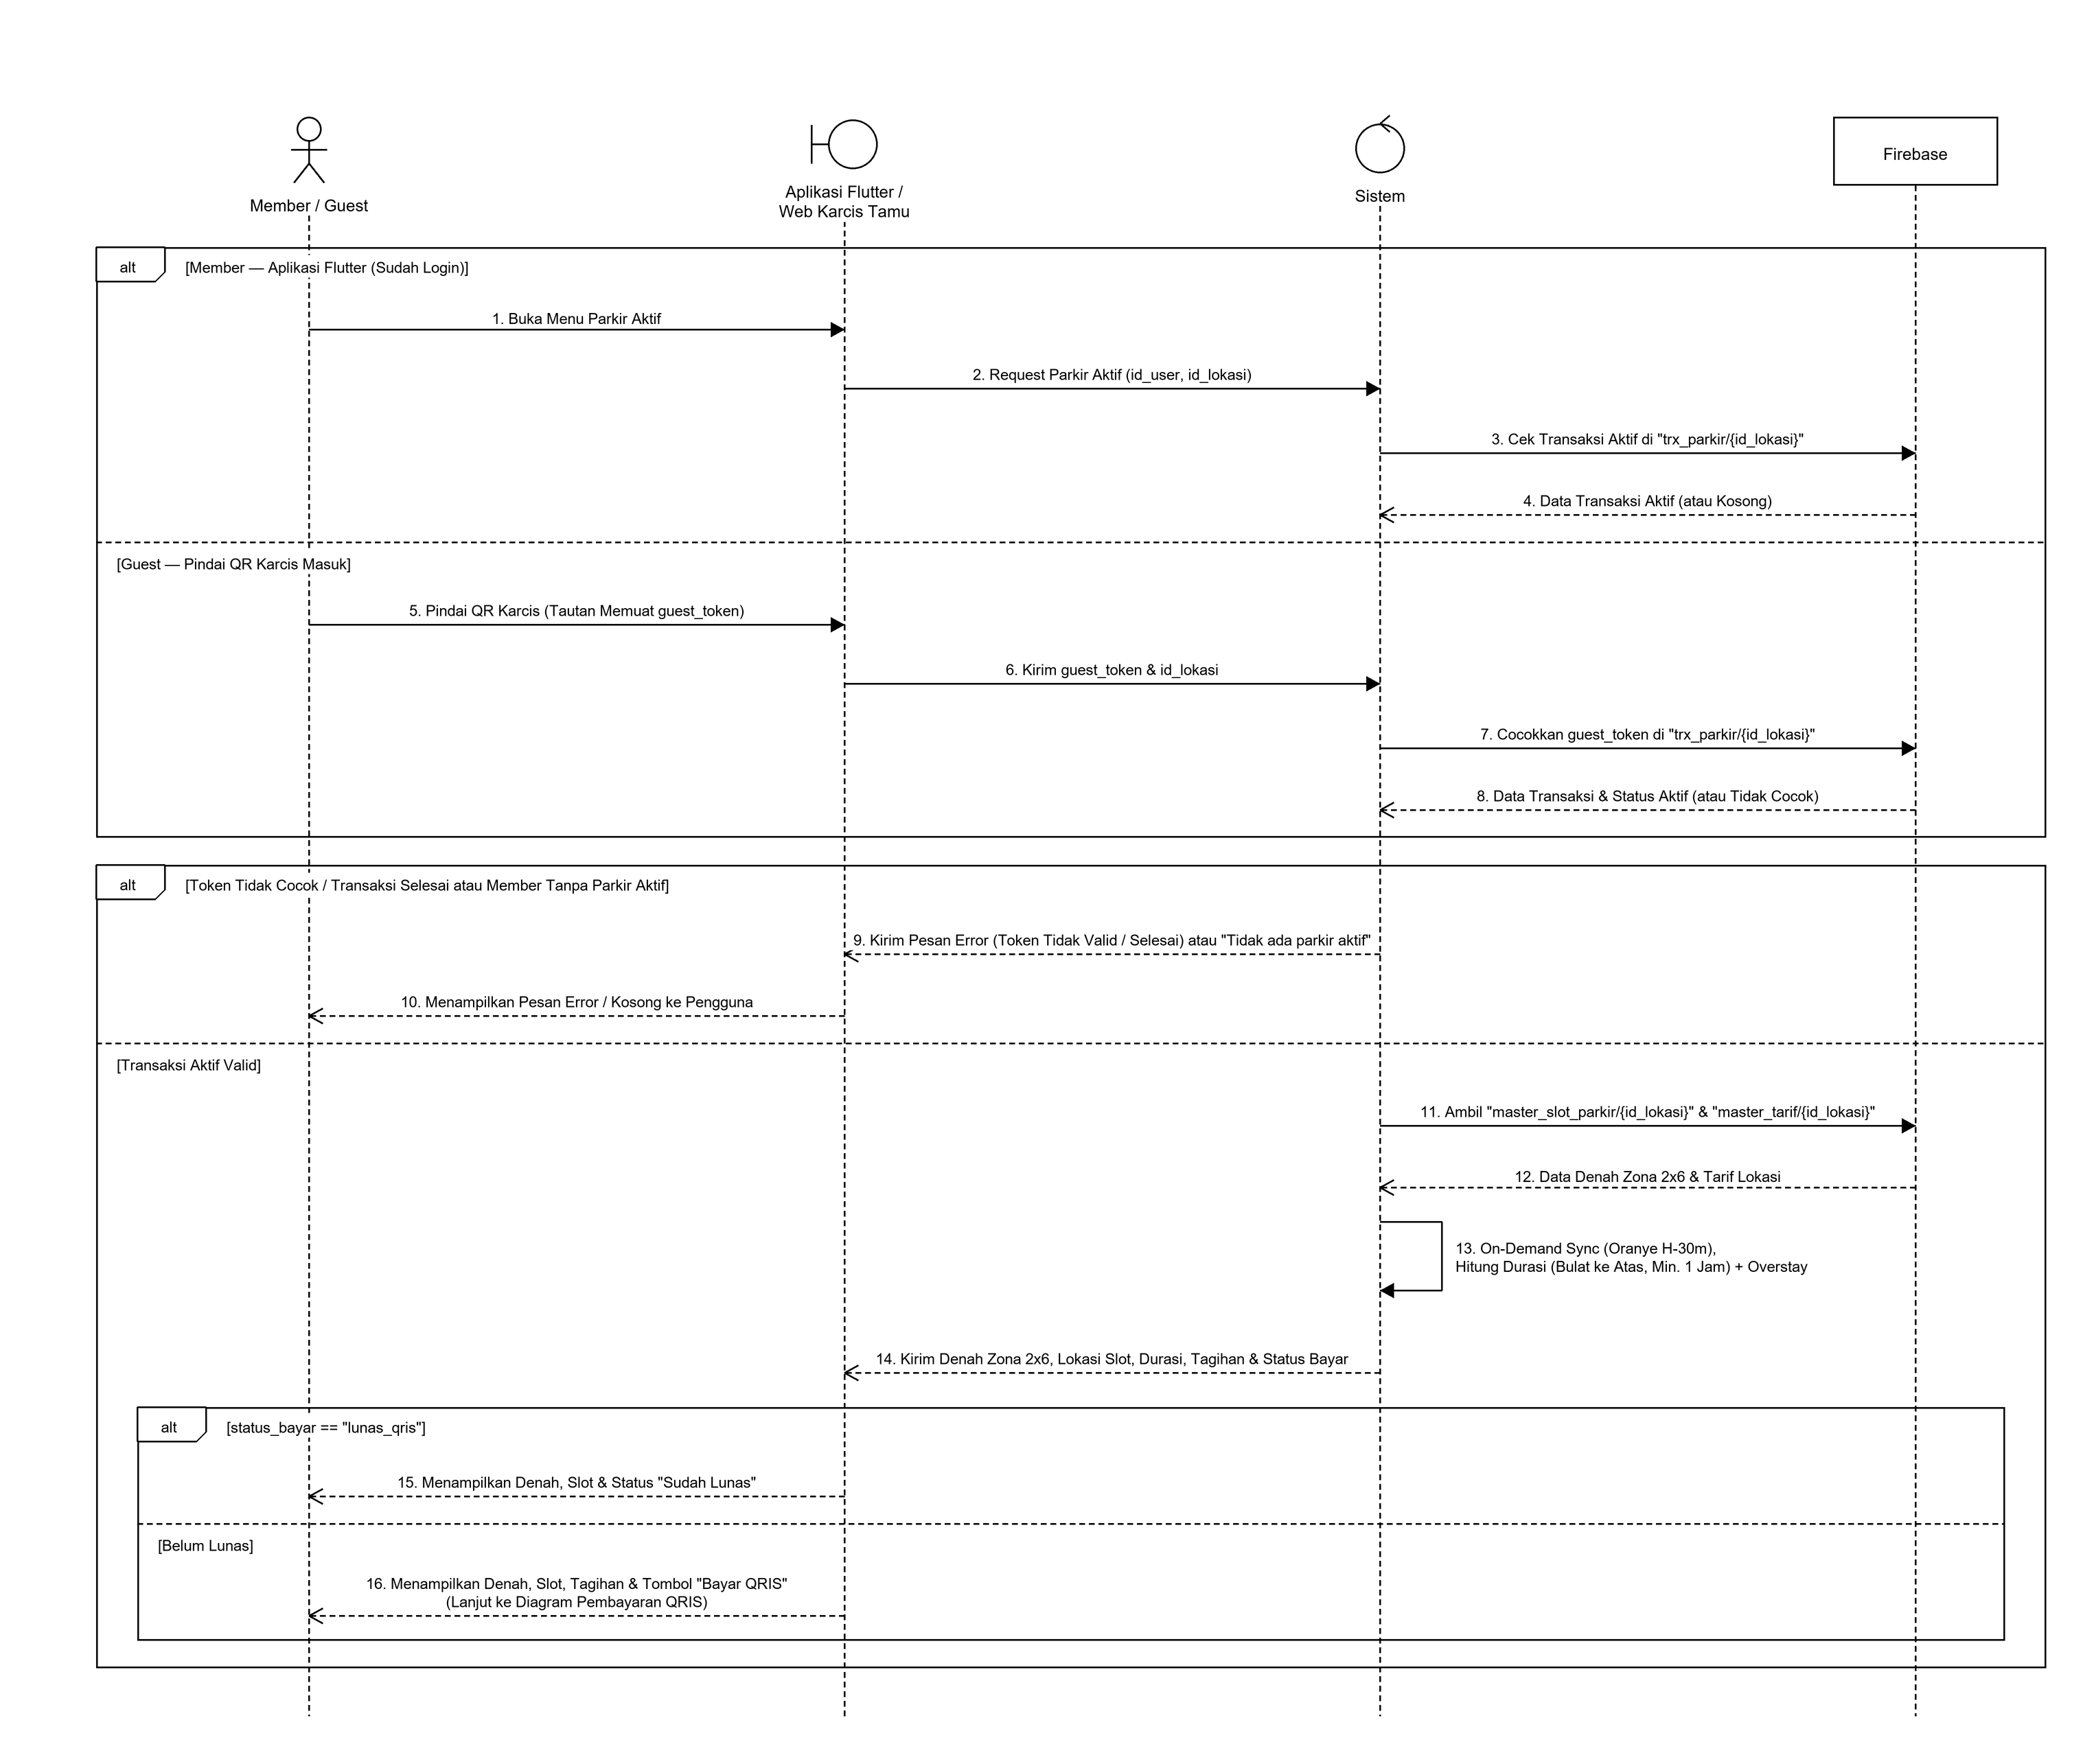 Member / Guest
Aplikasi Flutter /
Web Karcis Tamu
Sistem
Firebase
alt
[Member — Aplikasi Flutter (Sudah Login)]
1. Buka Menu Parkir Aktif
2. Request Parkir Aktif (id_user, id_lokasi)
3. Cek Transaksi Aktif di "trx_parkir/{id_lokasi}"
4. Data Transaksi Aktif (atau Kosong)
[Guest — Pindai QR Karcis Masuk]
5. Pindai QR Karcis (Tautan Memuat guest_token)
6. Kirim guest_token & id_lokasi
7. Cocokkan guest_token di "trx_parkir/{id_lokasi}"
8. Data Transaksi & Status Aktif (atau Tidak Cocok)
alt
[Token Tidak Cocok / Transaksi Selesai atau Member Tanpa Parkir Aktif]
9. Kirim Pesan Error (Token Tidak Valid / Selesai) atau "Tidak ada parkir aktif"
10. Menampilkan Pesan Error / Kosong ke Pengguna
[Transaksi Aktif Valid]
11. Ambil "master_slot_parkir/{id_lokasi}" & "master_tarif/{id_lokasi}"
12. Data Denah Zona 2x6 & Tarif Lokasi
13. On-Demand Sync (Oranye H-30m),
Hitung Durasi (Bulat ke Atas, Min. 1 Jam) + Overstay
14. Kirim Denah Zona 2x6, Lokasi Slot, Durasi, Tagihan & Status Bayar
alt
[status_bayar == "lunas_qris"]
15. Menampilkan Denah, Slot & Status "Sudah Lunas"
[Belum Lunas]
16. Menampilkan Denah, Slot, Tagihan & Tombol "Bayar QRIS"
(Lanjut ke Diagram Pembayaran QRIS)